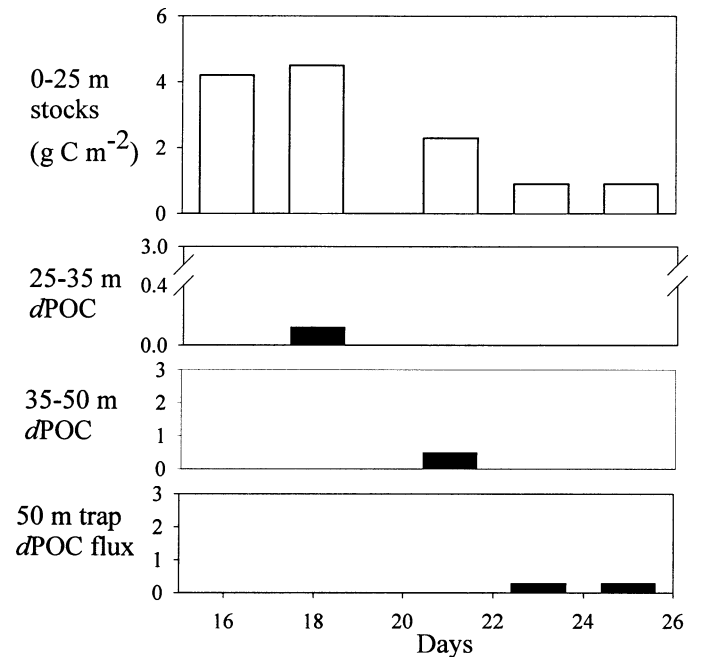 0-25 m
stocks
(g C m-2)
6
4
2
0
25-35 m
dPOC
3.0
0.4
0.0
35-50 m
dPOC
3
2
1
0
50 m trap
dPOC flux
3
2
1
0
16 18 20 22 24 26
Days